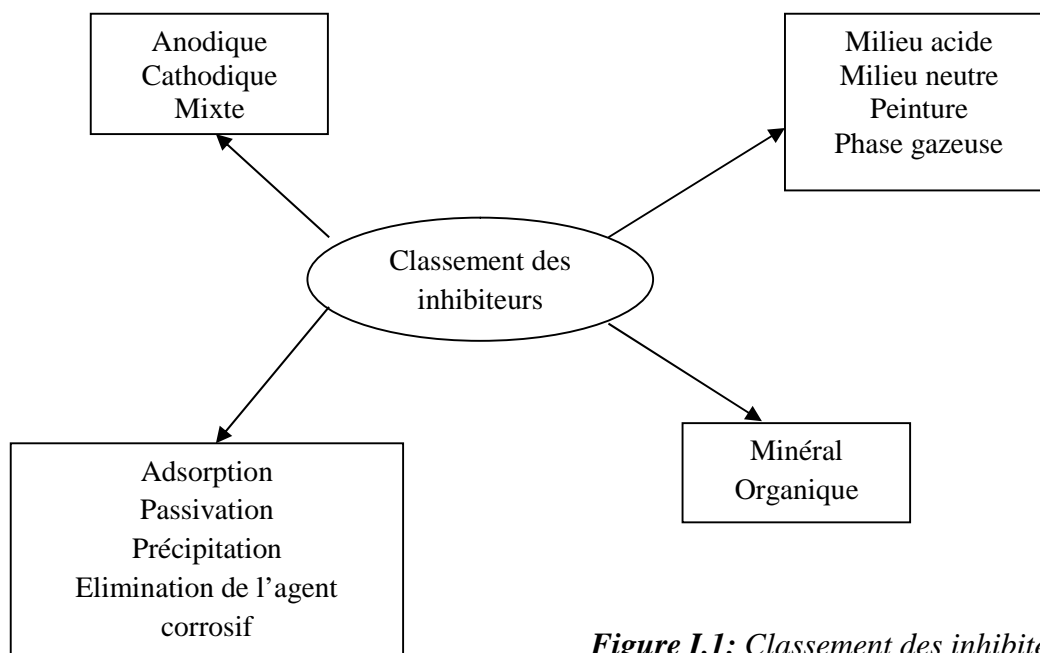 Anodique
Cathodique
Mixte
Milieu acide
Milieu neutre
Peinture
Phase gazeuse
Classement des
inhibiteurs
Adsorption
Passivation
Précipitation
Elimination de l’agent
corrosif
Minéral
Organique
Figure I.1: Classement des